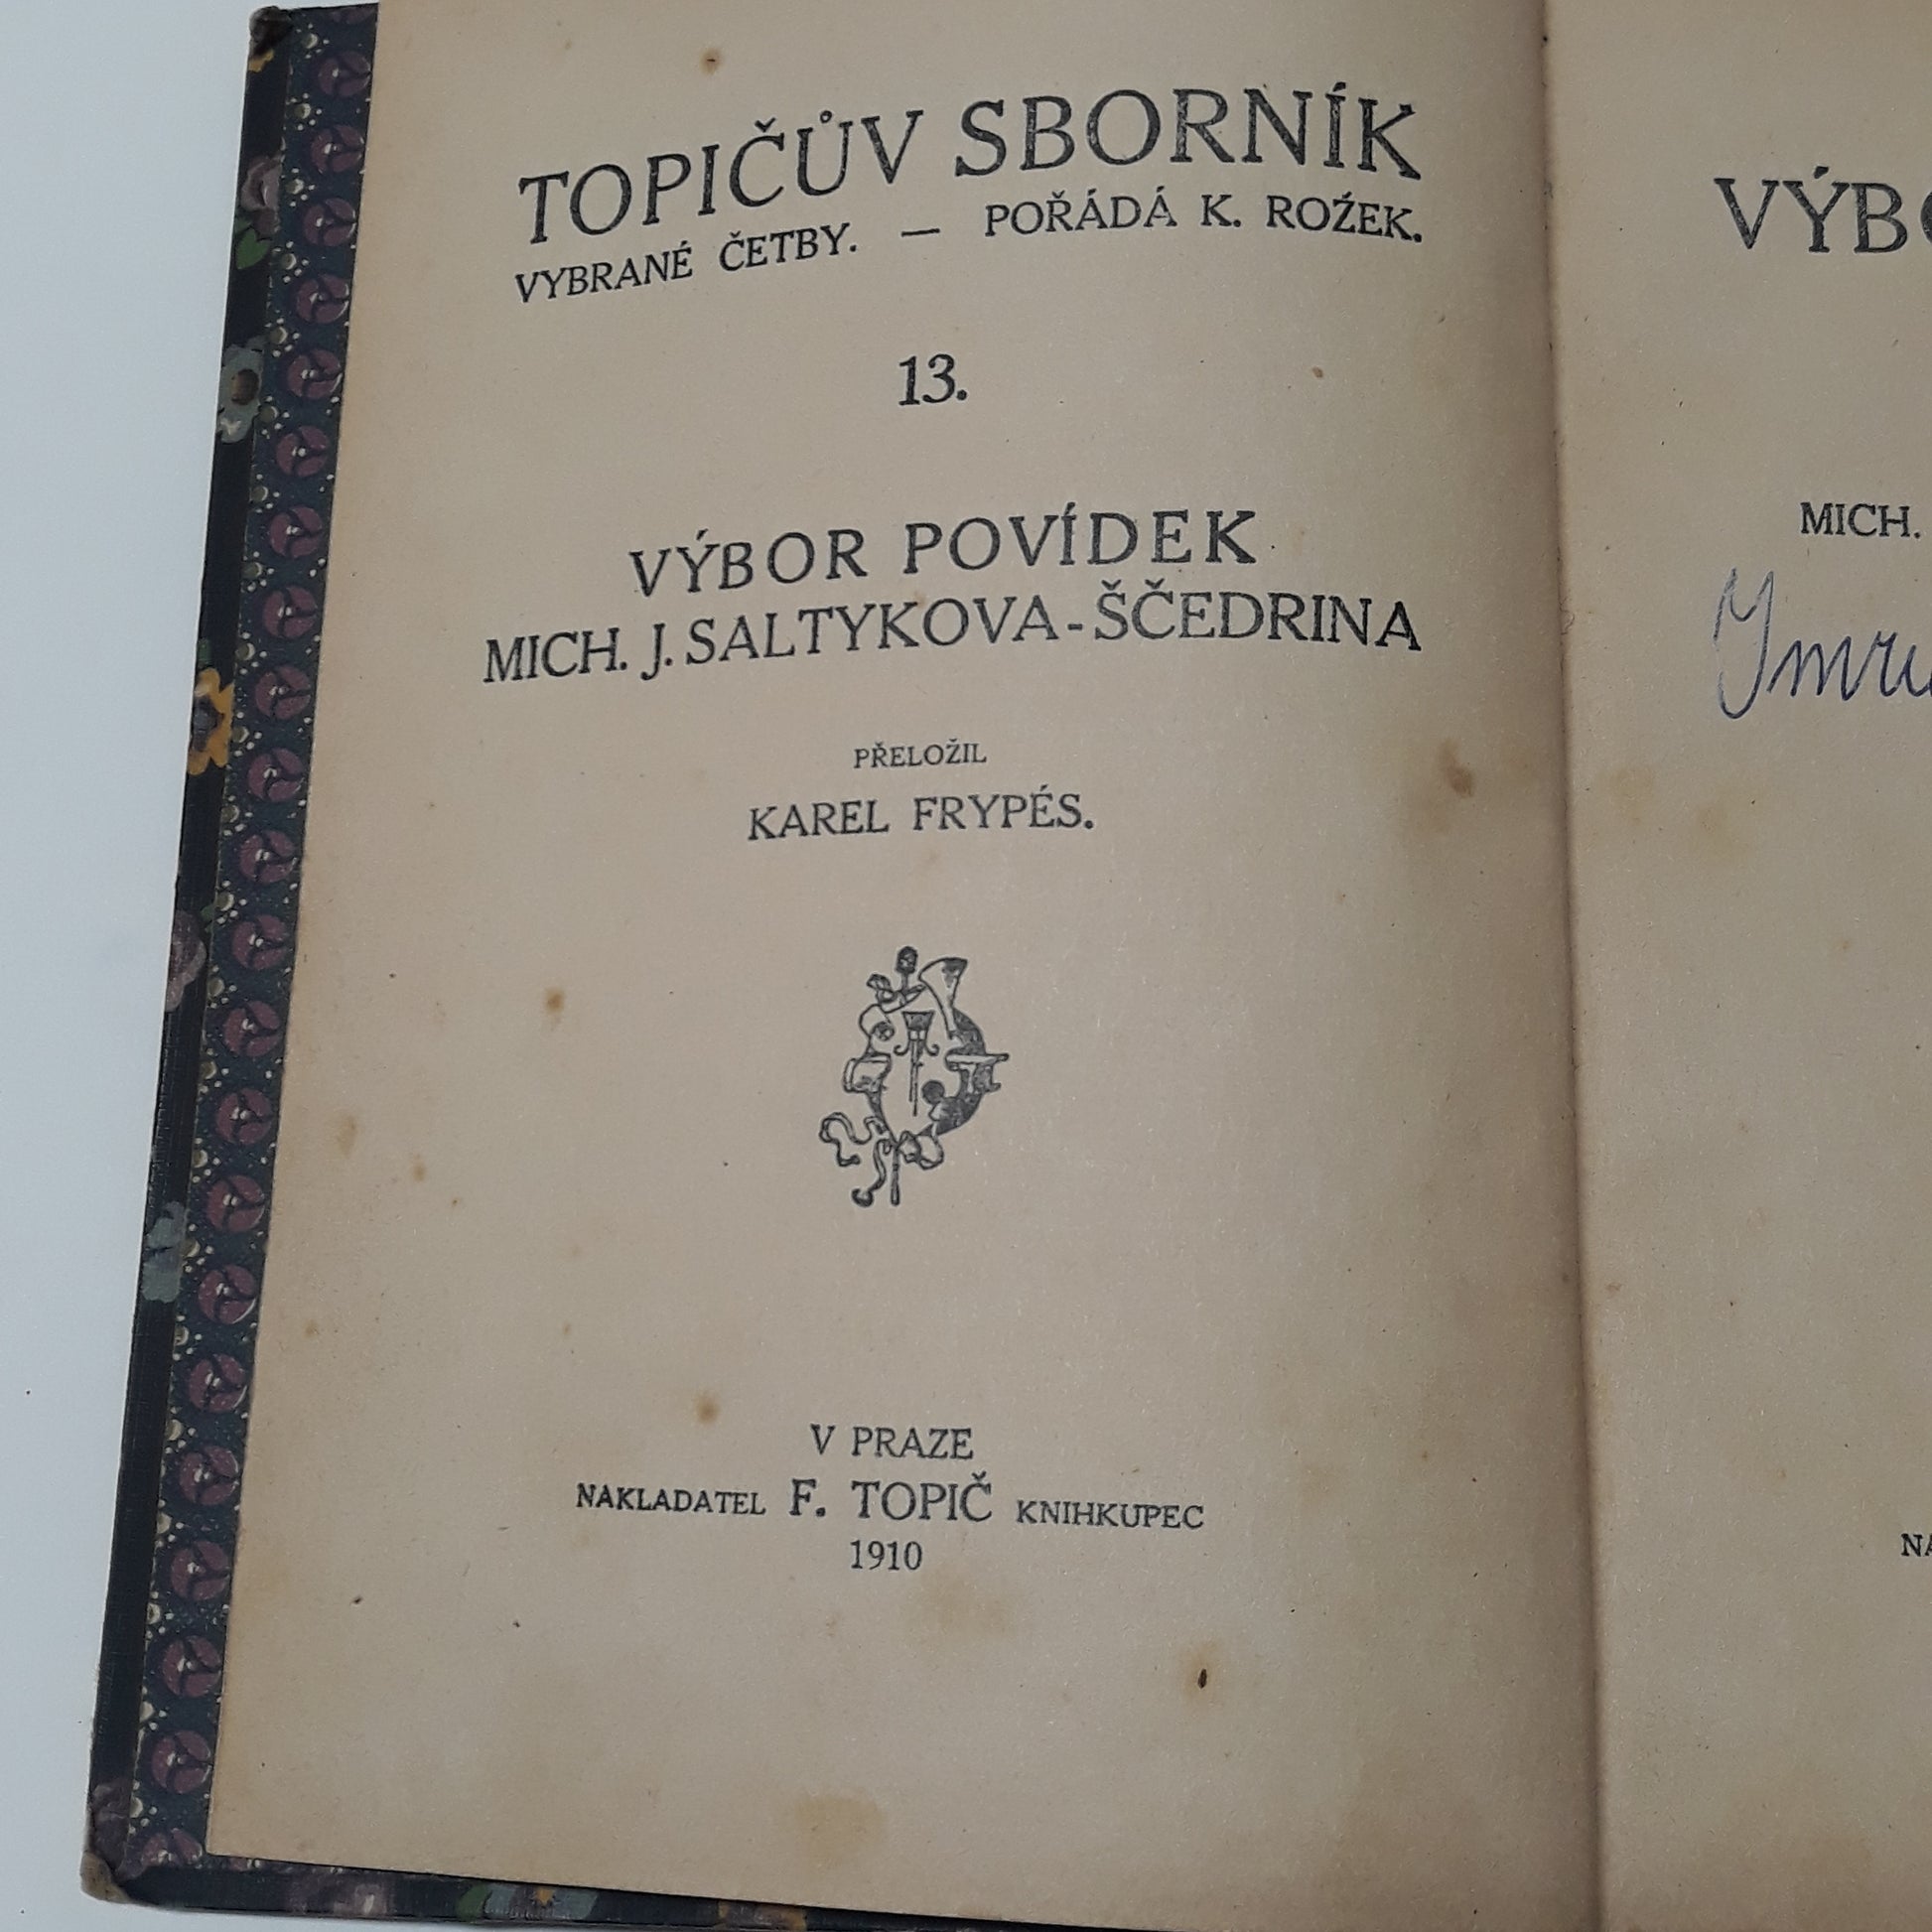 TOPIČŮV SBORNÍK
VYBRANÉ ČETBY. — POŘÁDÁ K. ROŽEK.
13.
VÝBOR POVÍDEK
MICH. J. SALTYKOVA-ŠČEDRINA
PŘELOŽIL
KAREL FRYPÉS.
V PRAZE
NAKLADATEL F. TOPIČ KNIHKUPEC
1910
MICH.